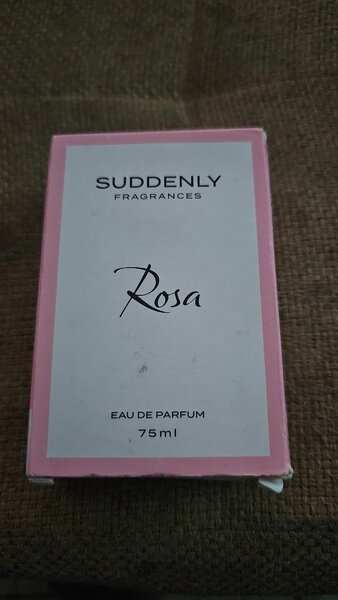 SUDDENLY
FRAGRANCES
Rosa
EAU DE PARFUM
75ml